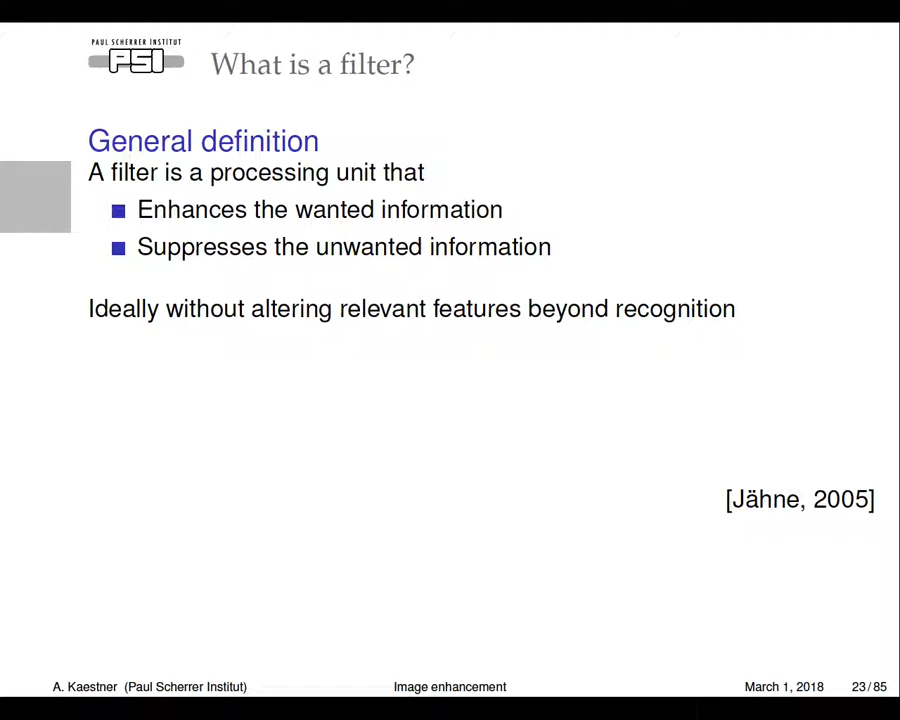 PAUL SCHERRER INSTITUT
PSI
What is a filter?
General definition
A filter is a processing unit that
Enhances the wanted information
Suppresses the unwanted information
Ideally without altering relevant features beyond recognition
[Jähne, 2005]
A. Kaestner (Paul Scherrer Institut) Image enhancement March 1, 2018 23/85